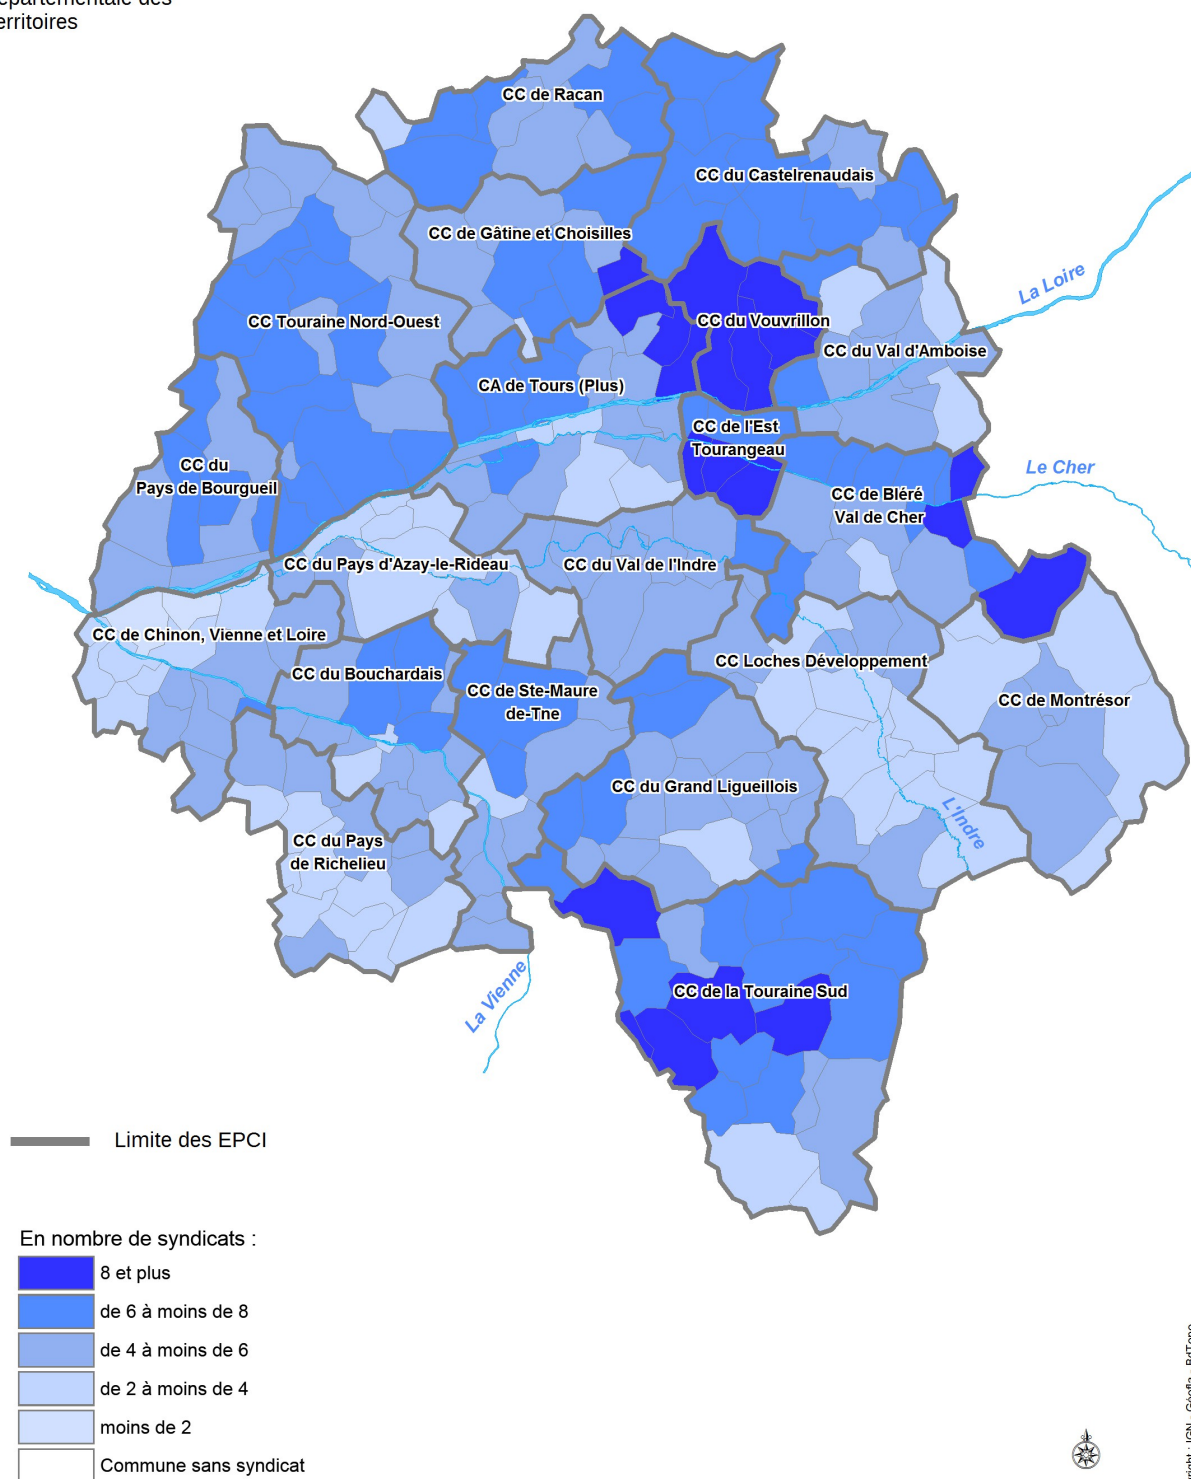 erritoires
CC de Racan
CC du Castelrenaudais
CC de Gâtine et Choisilles
La Loire
CC Touraine Nord-Ouest
CC du Vouvrillon
CC du Val d'Amboise
CA de Tours (Plus)
CC de l'Est
Tourangeau
CC du
Pays de Bourgueil
Le Cher
CC de Bléré
Val de Cher
CC du Pays d'Azay-le-Rideau
CC du Val de l'Indre
CC de Chinon, Vienne et Loire
CC Loches Développement
CC du Bouchardais
CC de Ste-Maure
de-Tne
CC de Montrésor
CC du Grand Ligueillois
L'Indre
CC du Pays
de Richelieu
La Vienne
CC de la Touraine Sud
Limite des EPCI
En nombre de syndicats :
8 et plus
de 6 à moins de 8
de 4 à moins de 6
de 2 à moins de 4
moins de 2
Commune sans syndicat